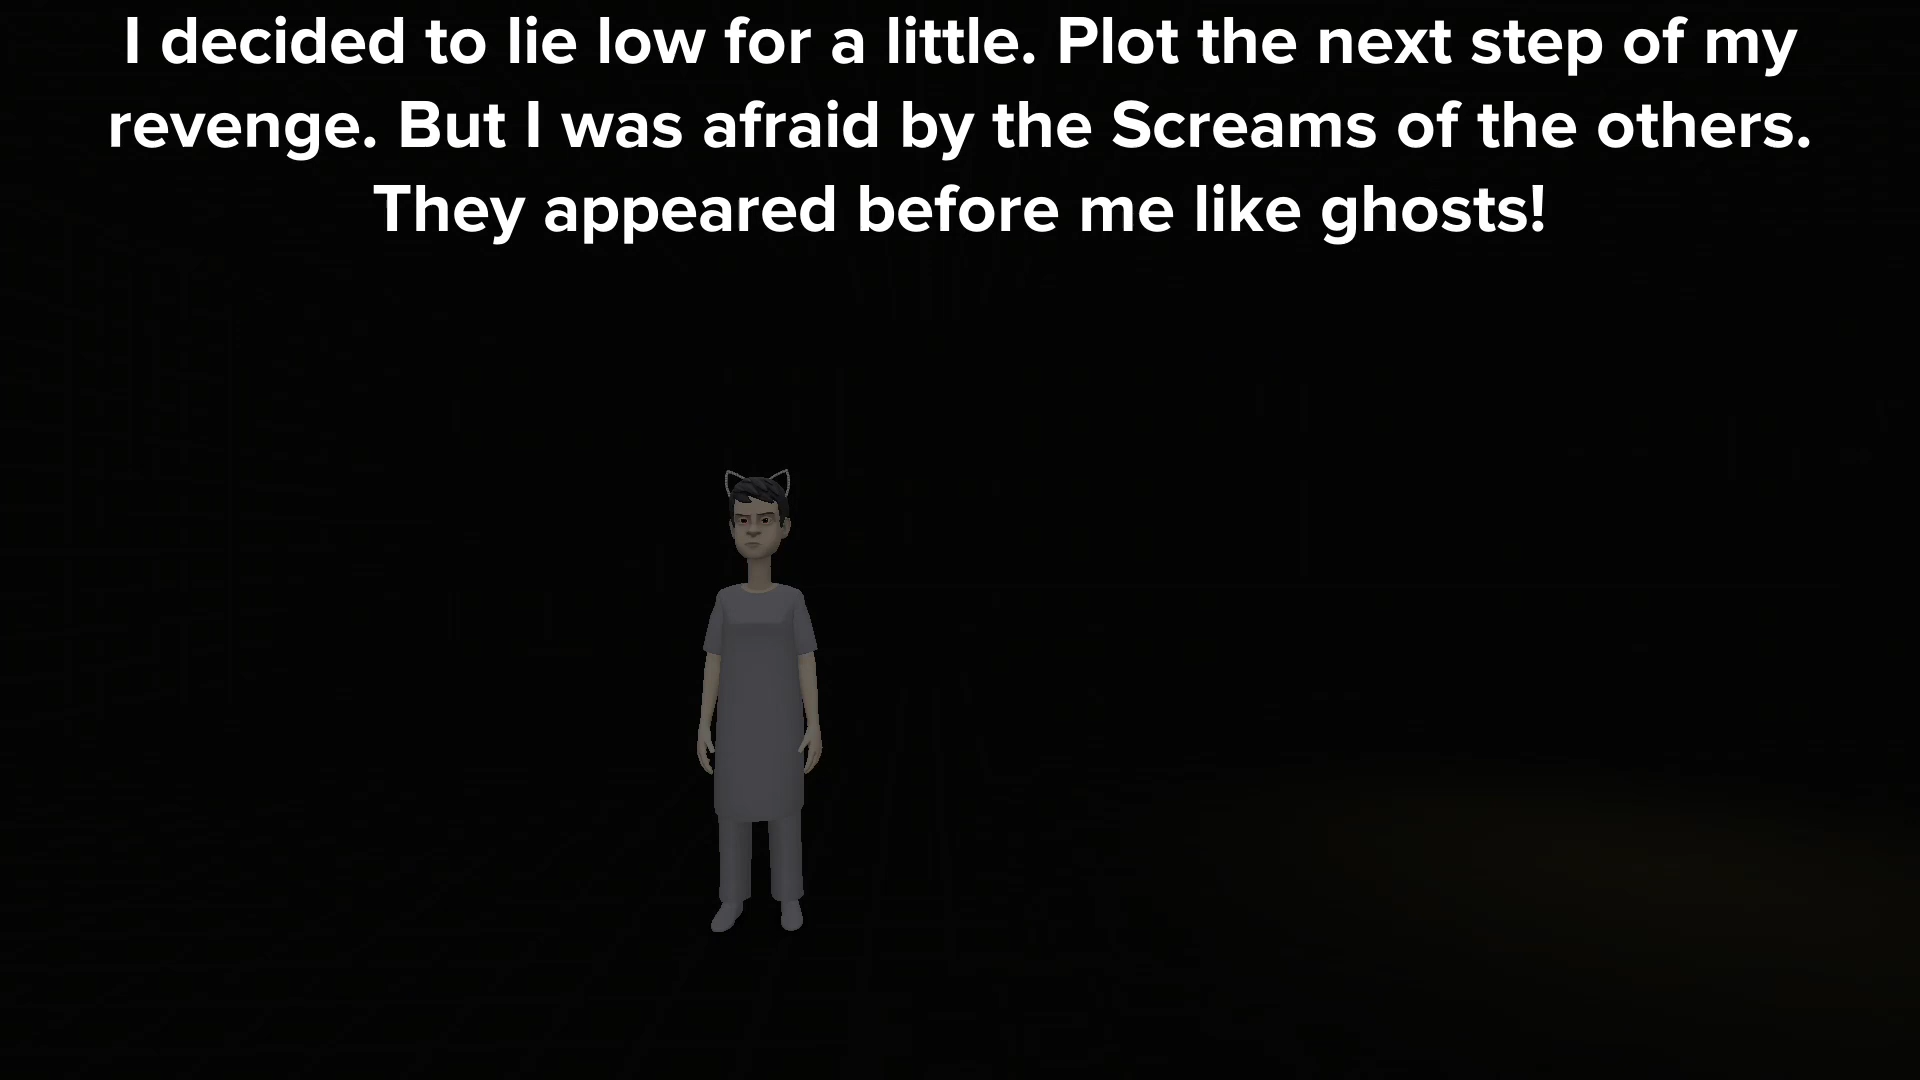 I decided to lie low for a little. Plot the next step of my
revenge. But I was afraid by the Screams of the others.
They appeared before me like ghosts!